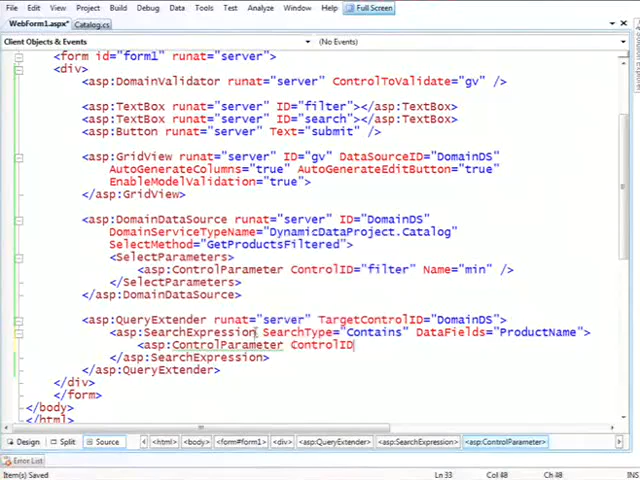 File Edit View Project Build Debug Data Tools Test Analyze Window Help Full Screen
WebForm1.aspx* Catalog.cs
Client Objects & Events (No Events)
<form id="form1" runat="server">
<div>
<asp:DomainValidator runat="server" ControlToValidate="gv" />
<asp:TextBox runat="server" ID="filter"></asp:TextBox>
<asp:TextBox runat="server" ID="search"></asp:TextBox>
<asp:Button runat="server" Text="submit" />
<asp:GridView runat="server" ID="gv" DataSourceID="DomainDS"
AutoGenerateColumns="true" AutoGenerateEditButton="true"
EnableModelValidation="true">
</asp:GridView>
<asp:DomainDataSource runat="server" ID="DomainDS"
DomainServiceTypeName="DynamicDataProject.Catalog"
SelectMethod="GetProductsFiltered">
<SelectParameters>
<asp:ControlParameter ControlID="filter" Name="min" />
</SelectParameters>
</asp:DomainDataSource>
<asp:QueryExtender runat="server" TargetControlID="DomainDS">
<asp:SearchExpression SearchType="Contains" DataFields="ProductName">
<asp:ControlParameter ControlID
</asp:SearchExpression>
</asp:QueryExtender>
</div>
</form>
</body>
</html>
Design Split Source <html> <body> <form#form1> <div> <asp:QueryExtender> <asp:SearchExpression> <asp:ControlParameter>
Error List
Item(s) Saved Ln 33 Col 48 Ch 48 INS